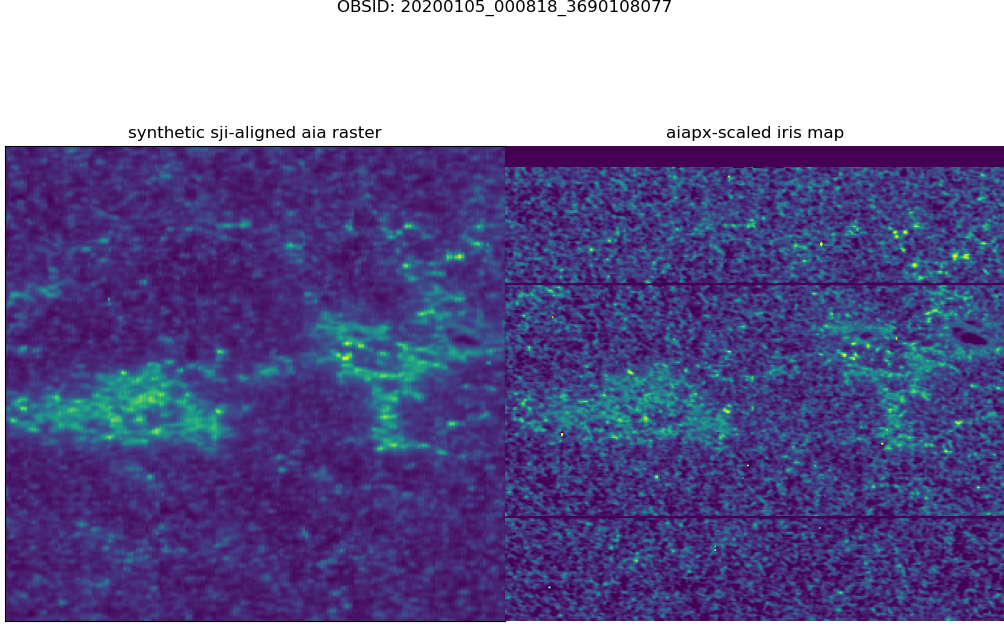 OBSID: 20200105_000818_3690108077
synthetic sji-aligned aia raster
aiapx-scaled iris map